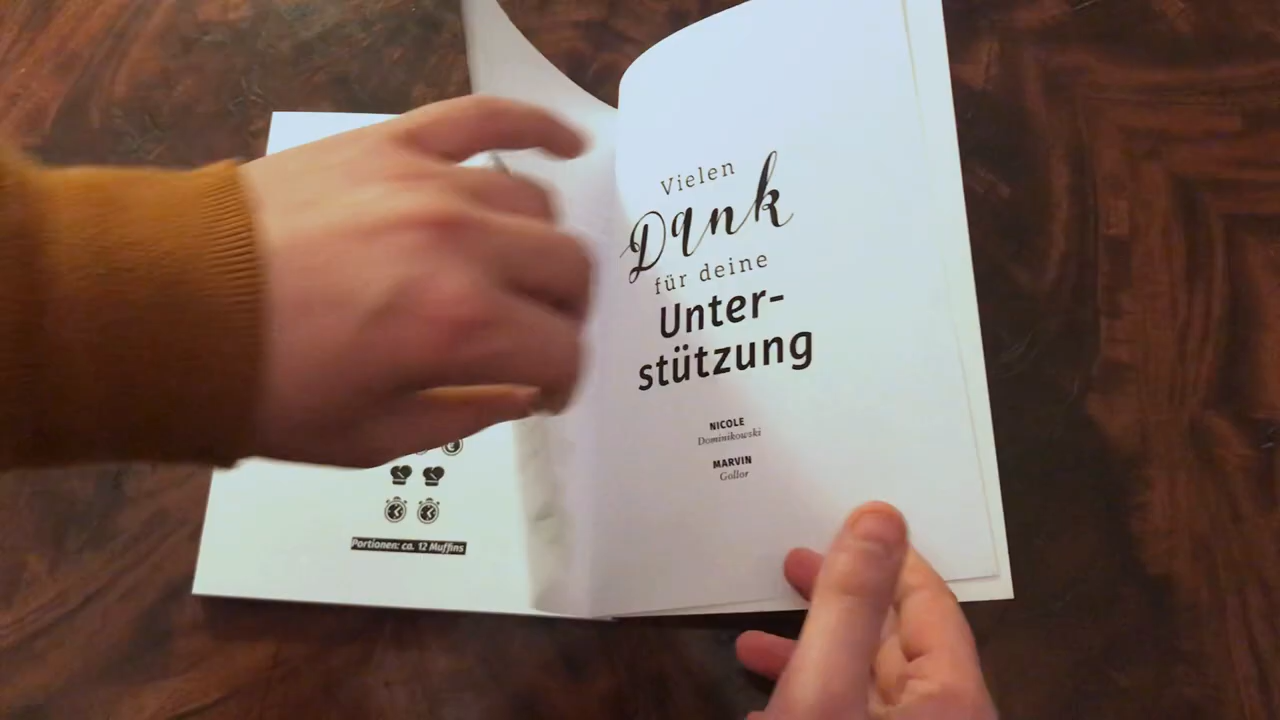 Vielen
Dank
für deine
Unter-
stützung
NICOLE
Dominikowski
MARVIN
Gollor
Portionen: ca. 12 Muffins